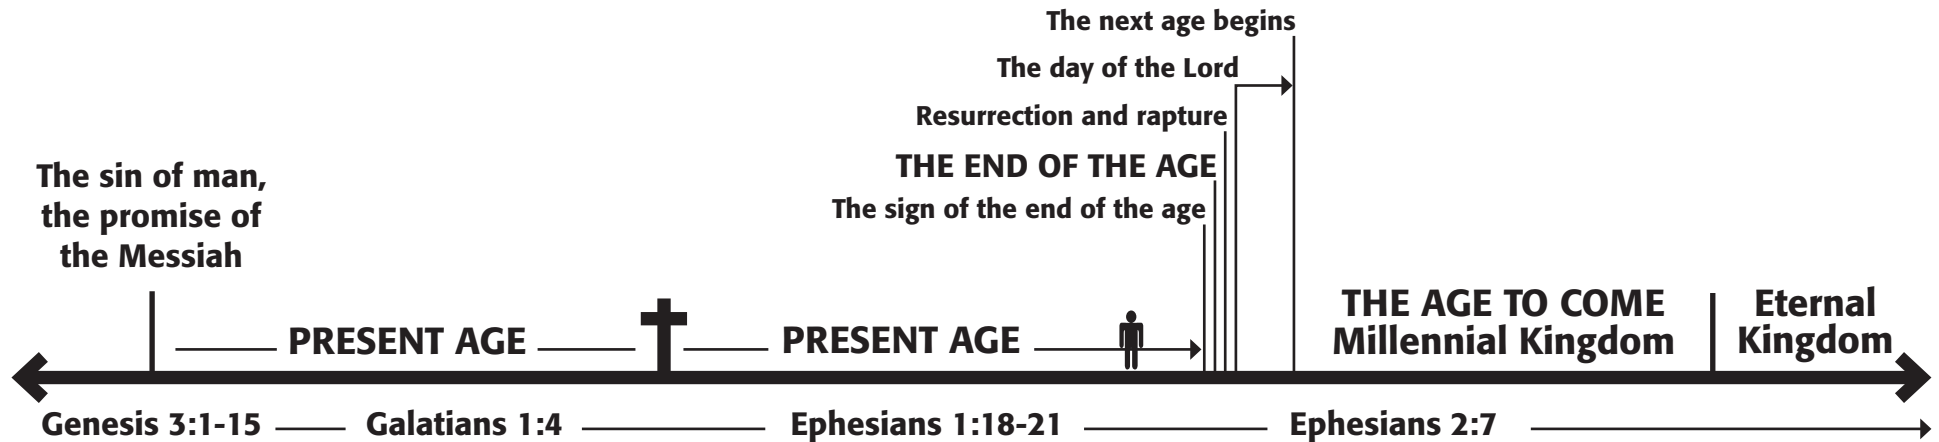 The next age begins
The day of the Lord
Resurrection and rapture
THE END OF THE AGE
The sign of the end of the age
The sin of man,
the promise of
the Messiah
PRESENT AGE
PRESENT AGE
THE AGE TO COME
Millennial Kingdom
Eternal
Kingdom
Genesis 3:1-15
Galatians 1:4
Ephesians 1:18-21
Ephesians 2:7